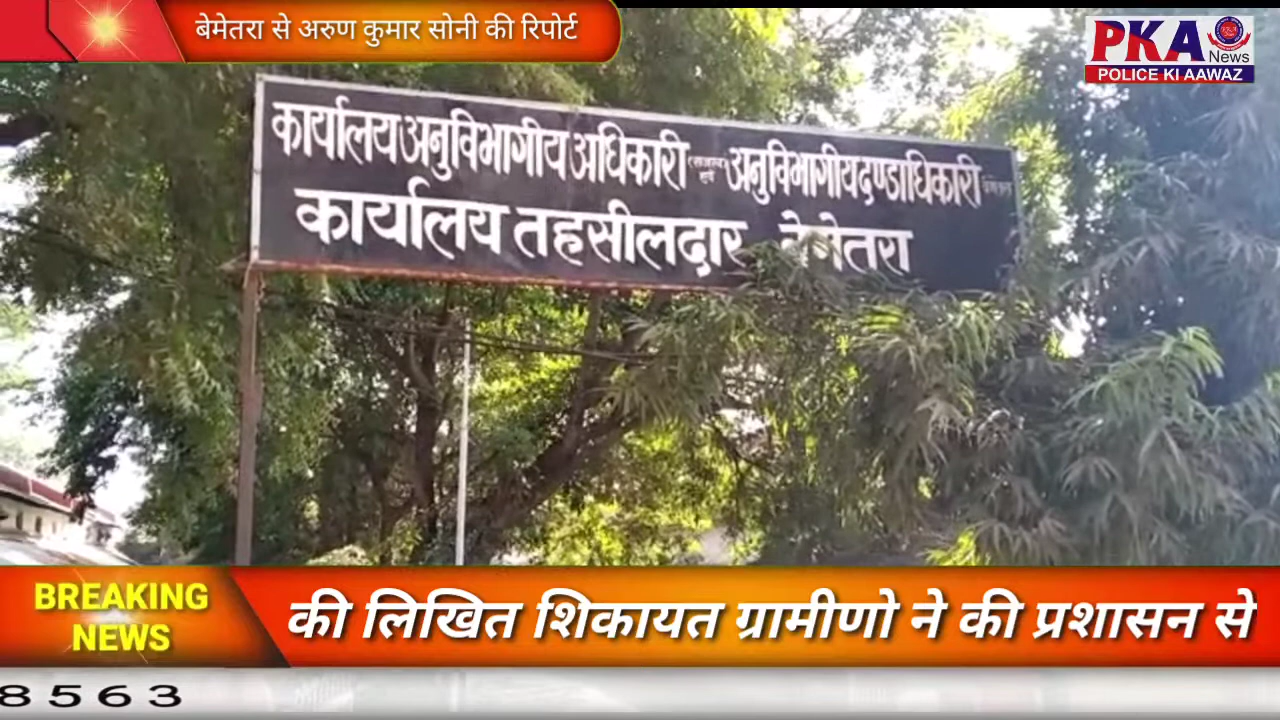 बेमेतरा से अरुण कुमार सोनी की रिपोर्ट
PKA News
POLICE KI AAWAZ
कार्यालय अनुविभागीय अधिकारी अनुविभागीय दण्डाधिकारी
कार्यालय तहसीलदार बेमेतरा
BREAKING
NEWS
की लिखित शिकायत ग्रामीणो ने की प्रशासन से
8563